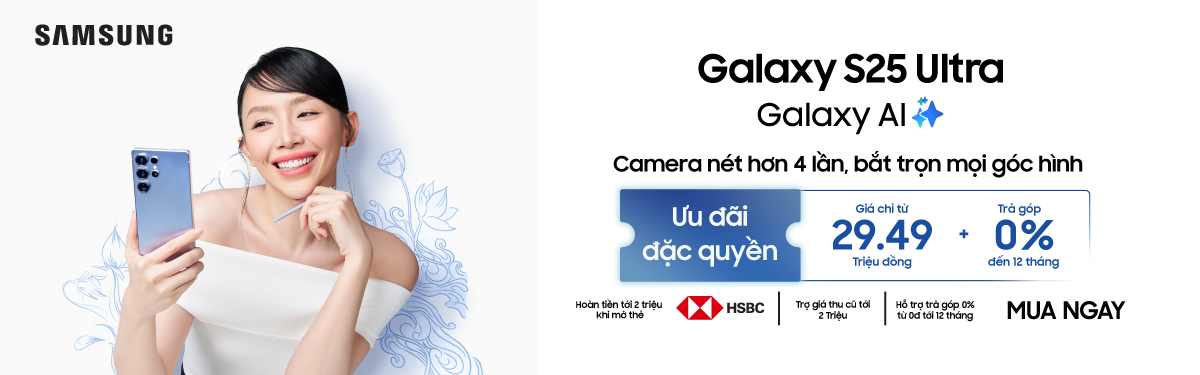 SAMSUNG
Galaxy S25 Ultra
Galaxy AI
Camera nét hơn 4 lần, bắt trọn mọi góc hình
Ưu đãi
đặc quyền
Giá chỉ từ
29.49
Triệu đồng
+
Trả góp
0%
đến 12 tháng
Hoàn tiền tới 2 triệu
khi mở thẻ
HSBC
Trợ giá thu cũ tới
2 Triệu
Hỗ trợ trả góp 0%
từ 0đ tới 12 tháng
MUA NGAY